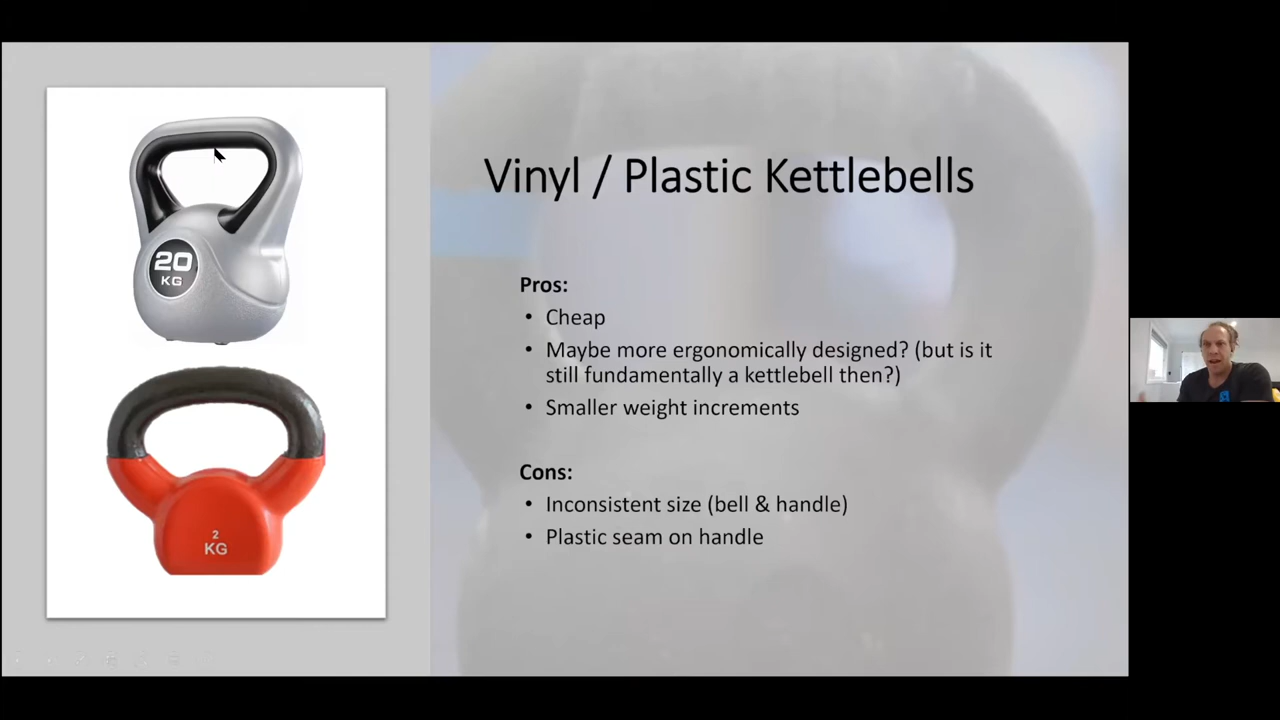 Vinyl / Plastic Kettlebells
20
KG
2
KG
Pros:
• Cheap
• Maybe more ergonomically designed? (but is it
still fundamentally a kettlebell then?)
• Smaller weight increments
Cons:
• Inconsistent size (bell & handle)
• Plastic seam on handle